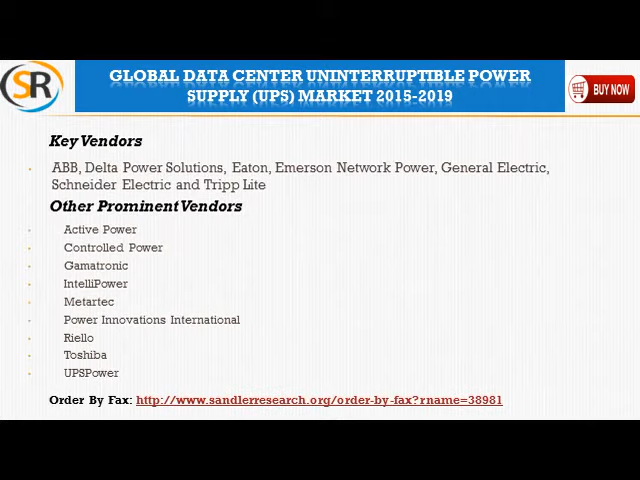 SR
GLOBAL DATA CENTER UNINTERRUPTIBLE POWER
SUPPLY (UPS) MARKET 2015-2019
BUY NOW
Key Vendors
ABB, Delta Power Solutions, Eaton, Emerson Network Power, General Electric,
Schneider Electric and Tripp Lite
Other Prominent Vendors
Active Power
Controlled Power
Gamatronic
IntelliPower
Metartec
Power Innovations International
Riello
Toshiba
UPSPower
Order By Fax: http://www.sandlerresearch.org/order-by-fax?rname=38981